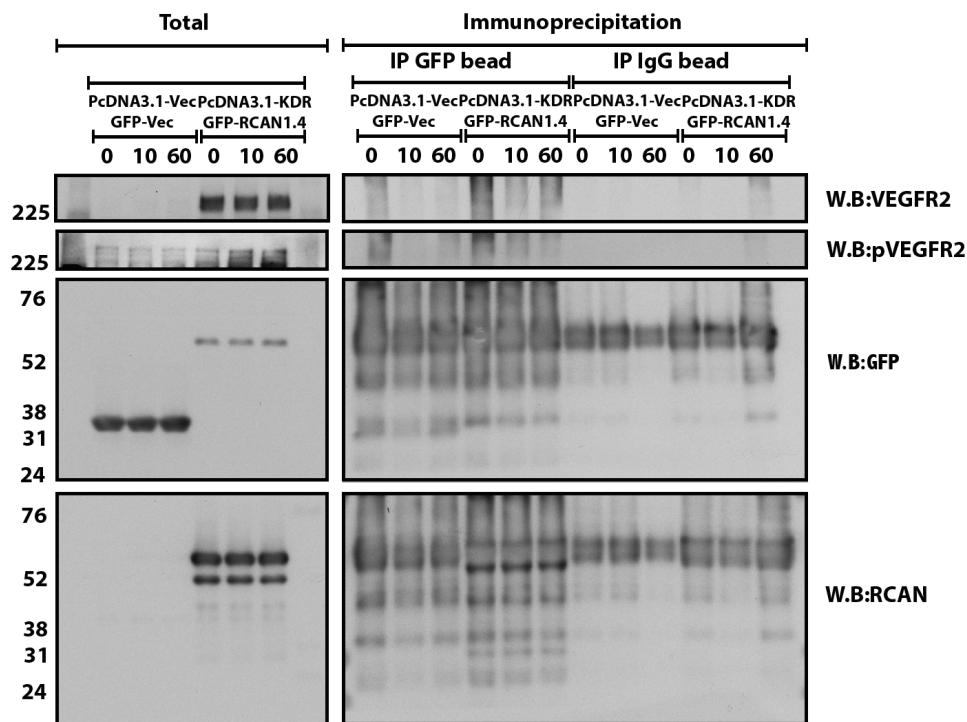 Total
Immunoprecipitation
IP GFP bead
IP IgG bead
PcDNA3.1-Vec PcDNA3.1-KDR
GFP-Vec GFP-RCAN1.4
PcDNA3.1-Vec PcDNA3.1-KDR PcDNA3.1-Vec PcDNA3.1-KDR
GFP-Vec GFP-RCAN1.4 GFP-Vec GFP-RCAN1.4
0 10 60 0 10 60
0 10 60 0 10 60 0 10 60 0 10 60
225
W.B:VEGFR2
225
W.B:pVEGFR2
76
52
38
31
24
W.B:GFP
76
52
38
31
24
W.B:RCAN